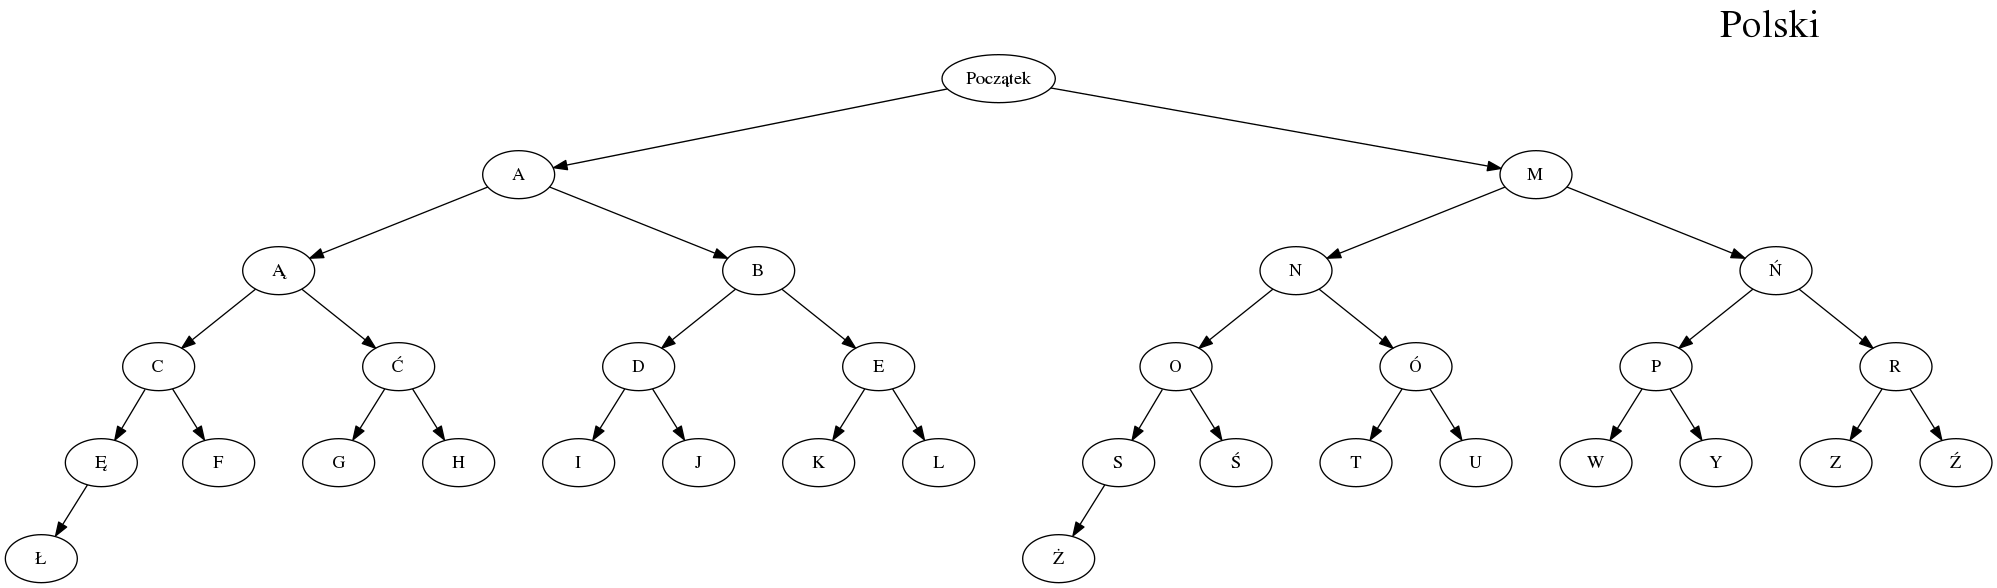 Polski
Początek
A M
Ą B N Ń
C Ć D E O Ó P R
Ę F G H I J K L S Ś T U W Y Z Ź
Ł Ż